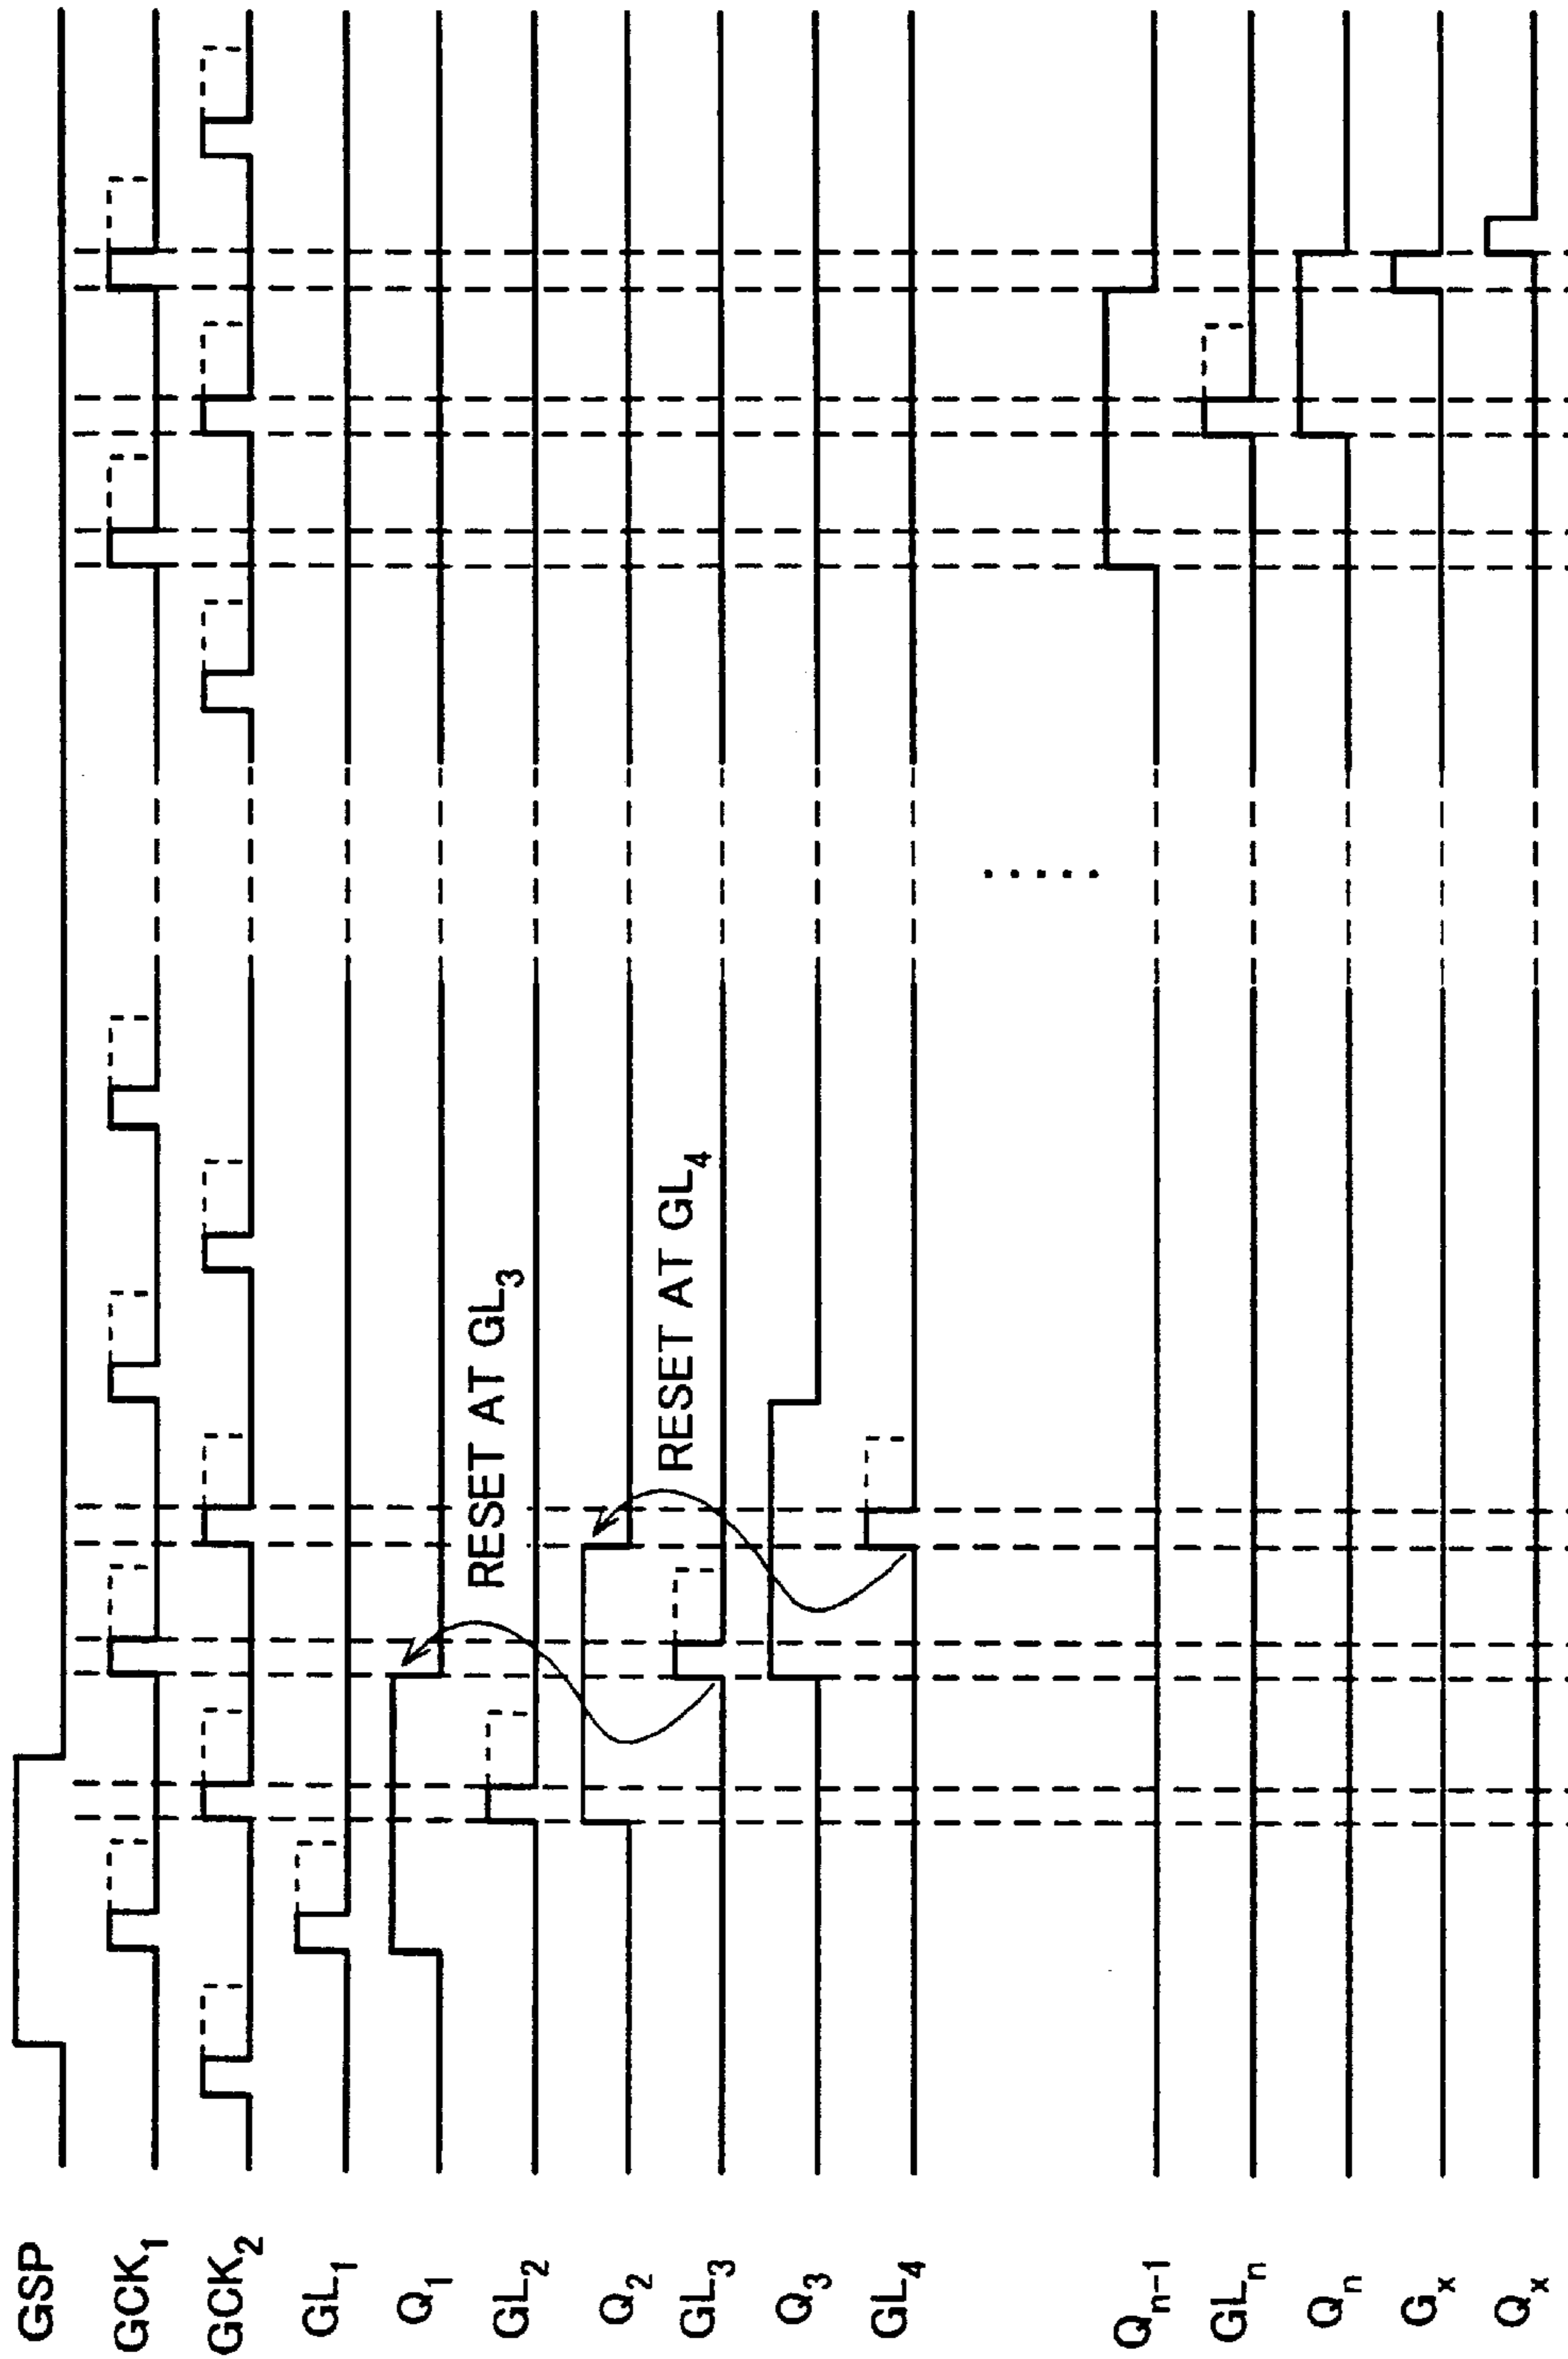 GSP
GCK₁
GCK₂
GL₁
Q₁
GL₂
RESET AT GL₃
Q₂
GL₃
RESET AT GL₄
Q₃
GL₄
.....
Qₙ₋₁
GLₙ
Qₙ
Gₓ
Qₓ